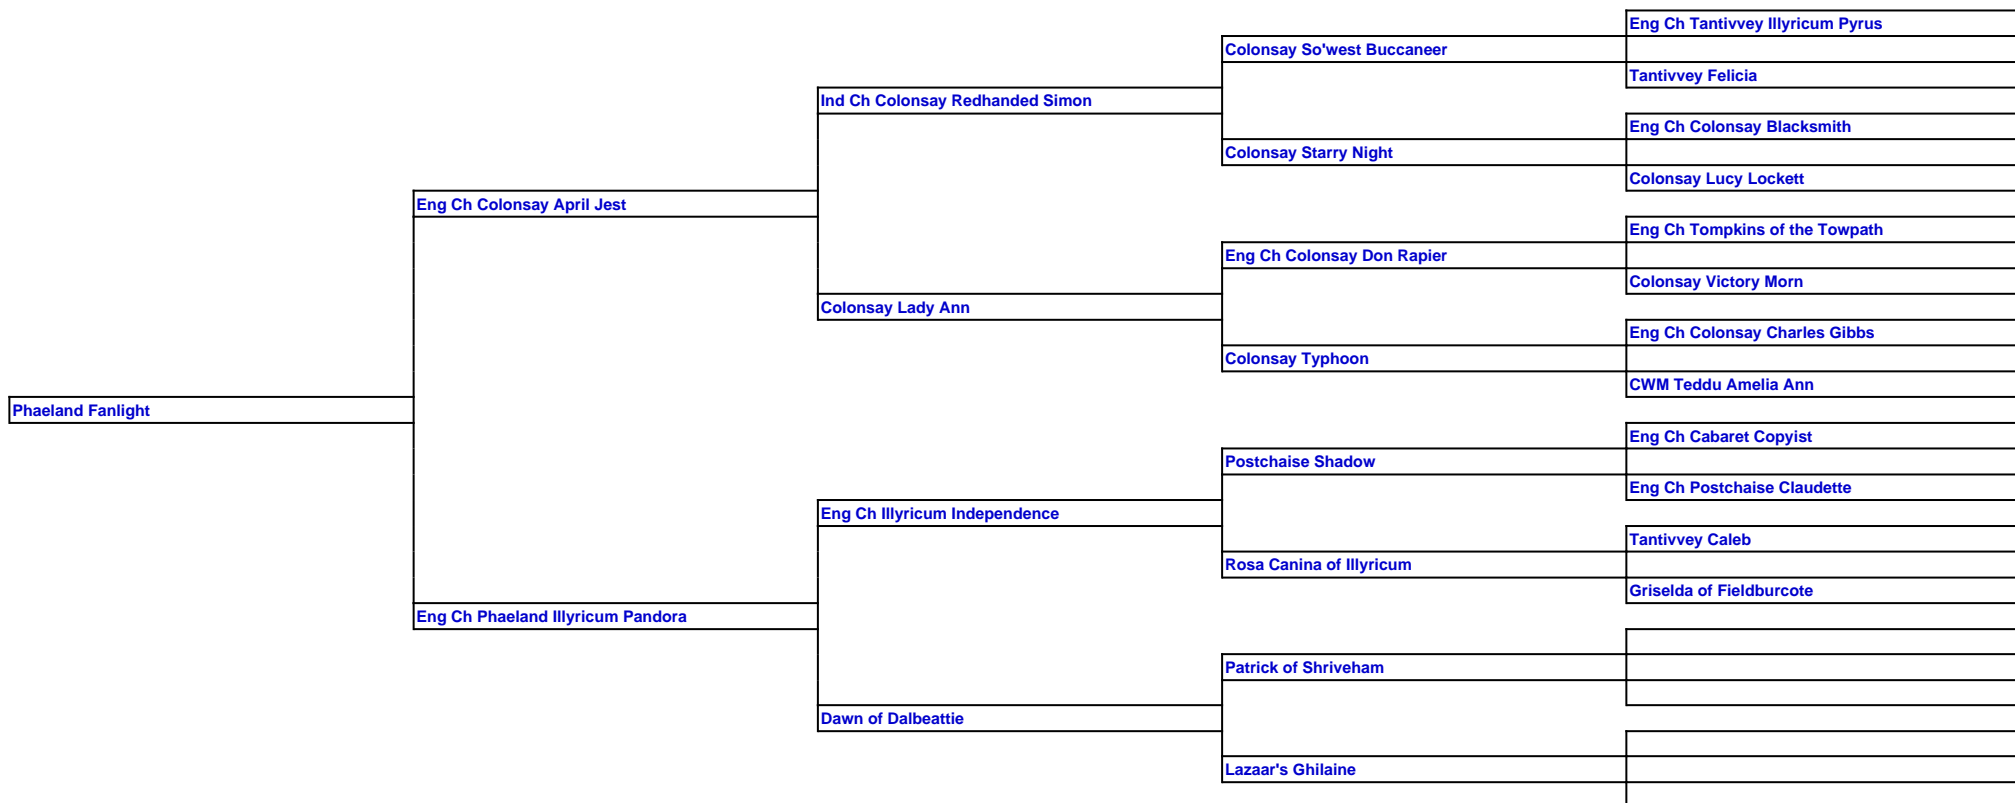 Eng Ch Tantivvey Illyricum Pyrus
Colonsay So'west Buccaneer
Tantivvey Felicia
Ind Ch Colonsay Redhanded Simon
Eng Ch Colonsay Blacksmith
Colonsay Starry Night
Colonsay Lucy Lockett
Eng Ch Colonsay April Jest
Eng Ch Tompkins of the Towpath
Eng Ch Colonsay Don Rapier
Colonsay Victory Morn
Colonsay Lady Ann
Eng Ch Colonsay Charles Gibbs
Colonsay Typhoon
CWM Teddu Amelia Ann
Phaeland Fanlight
Eng Ch Cabaret Copyist
Postchaise Shadow
Eng Ch Postchaise Claudette
Eng Ch Illyricum Independence
Tantivvey Caleb
Rosa Canina of Illyricum
Griselda of Fieldburcote
Eng Ch Phaeland Illyricum Pandora
Patrick of Shriveham
Dawn of Dalbeattie
Lazaar's Ghilaine